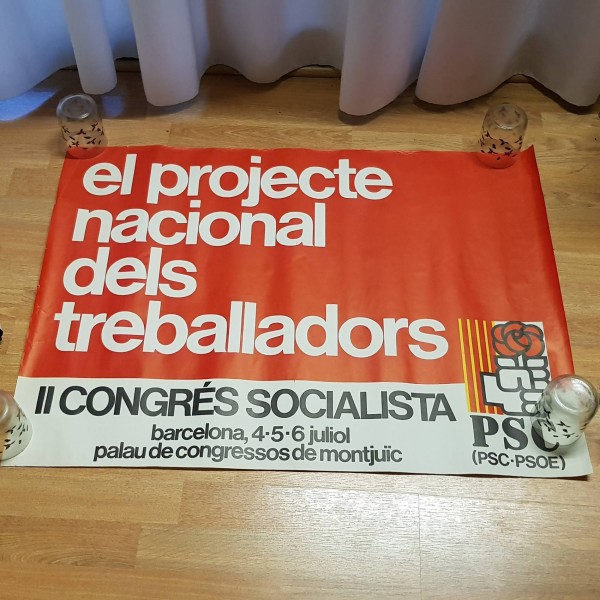 el projecte
nacional
dels
treballadors
II CONGRÉS SOCIALISTA
barcelona, 4·5·6 juliol
palau de congressos de montjuïc
PSC
(PSC·PSOE)